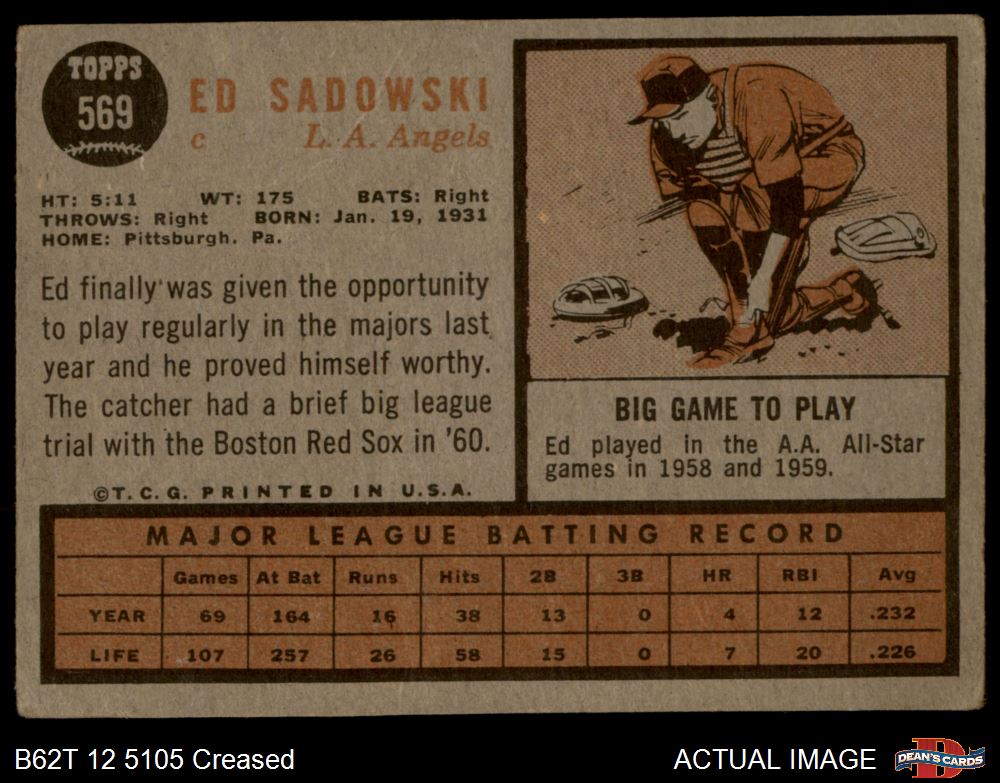 TOPPS
569
ED SADOWSKI
c L. A. Angels
HT: 5:11 WT: 175 BATS: Right
THROWS: Right BORN: Jan. 19, 1931
HOME: Pittsburgh. Pa.
Ed finally was given the opportunity
to play regularly in the majors last
year and he proved himself worthy.
The catcher had a brief big league
trial with the Boston Red Sox in '60.
©T. C. G. PRINTED IN U.S.A.
BIG GAME TO PLAY
Ed played in the A.A. All-Star
games in 1958 and 1959.
MAJOR LEAGUE BATTING RECORD
Games At Bat Runs Hits 2B 3B HR RBI Avg
YEAR 69 164 16 38 13 0 4 12 .232
LIFE 107 257 26 58 15 0 7 20 .226
B62T 12 5105 Creased ACTUAL IMAGE DEAN'S CARDS